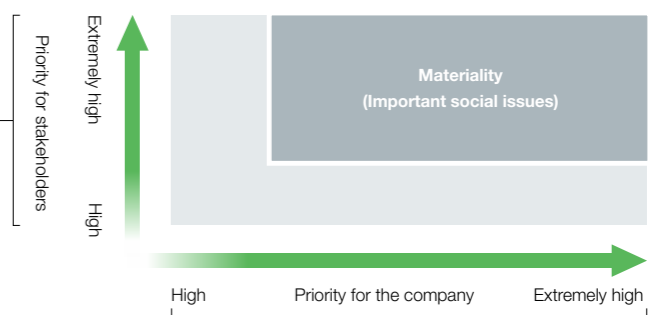 Priority for stakeholders
Extremely high
High
Materiality
(Important social issues)
High
Priority for the company
Extremely high